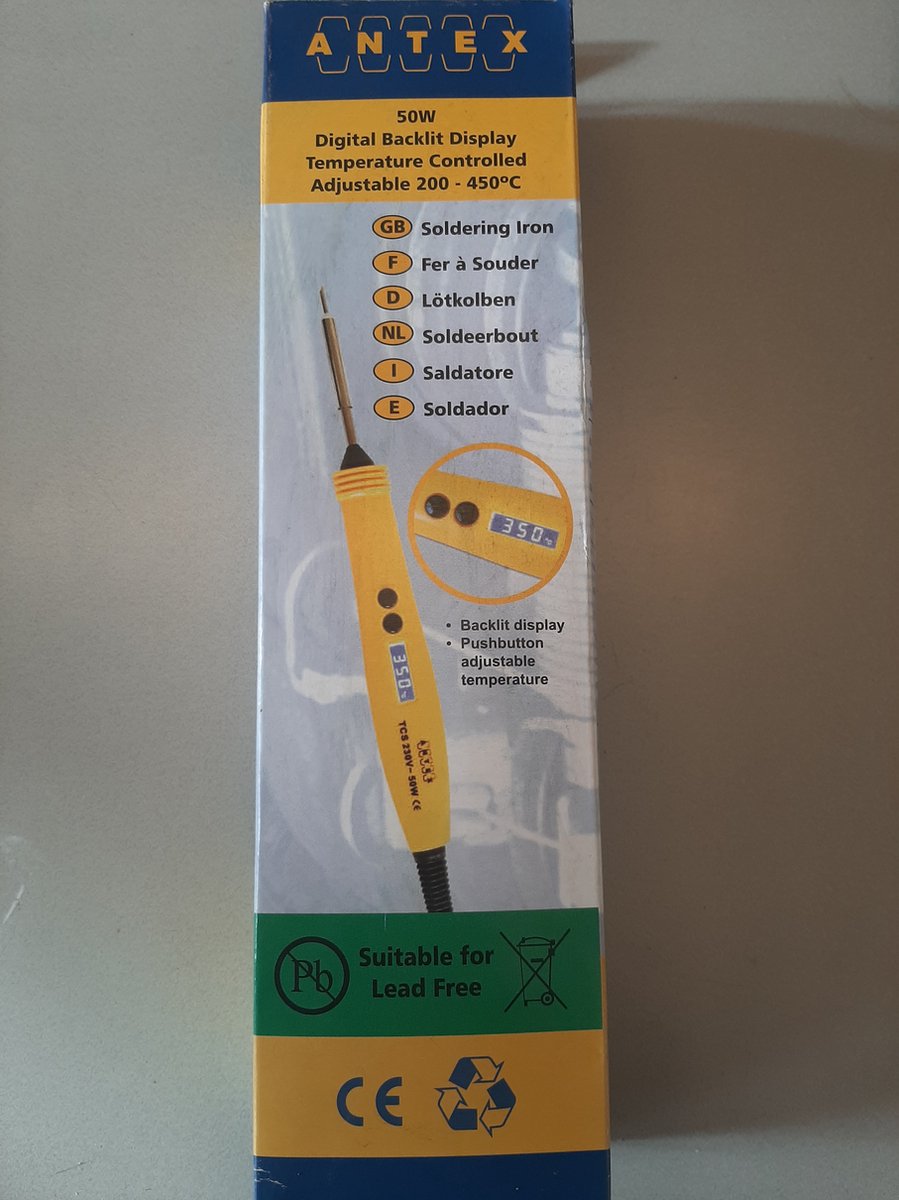 ANTEX
50W
Digital Backlit Display
Temperature Controlled
Adjustable 200 - 450ºC
GB Soldering Iron
F Fer à Souder
D Lötkolben
NL Soldeerbout
I Saldatore
E Soldador
350 °C
• Backlit display
• Pushbutton
adjustable
temperature
350 °C
ANTEX
TCS 230V~50W CE
Pb
Suitable for
Lead Free
CE